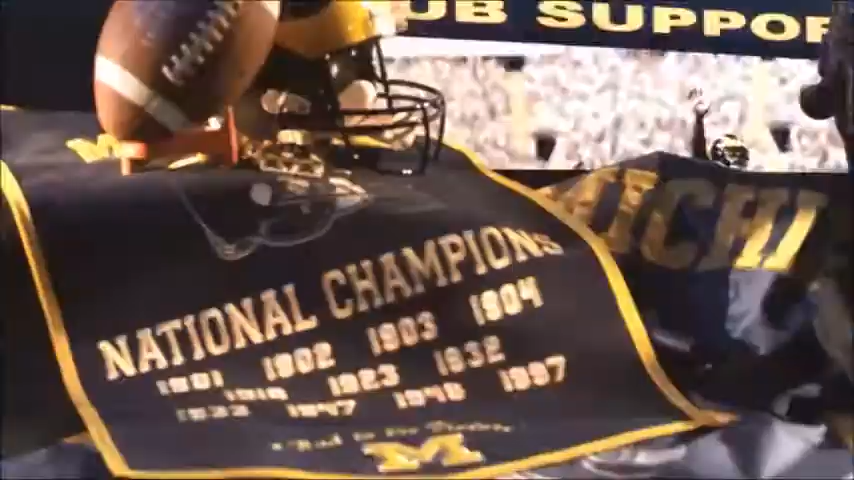 UB SUPPOR
MICHI
NATIONAL CHAMPIONS
1901 1902 1903 1904
1918 1923 1932
1933 1947 1948 1997
M